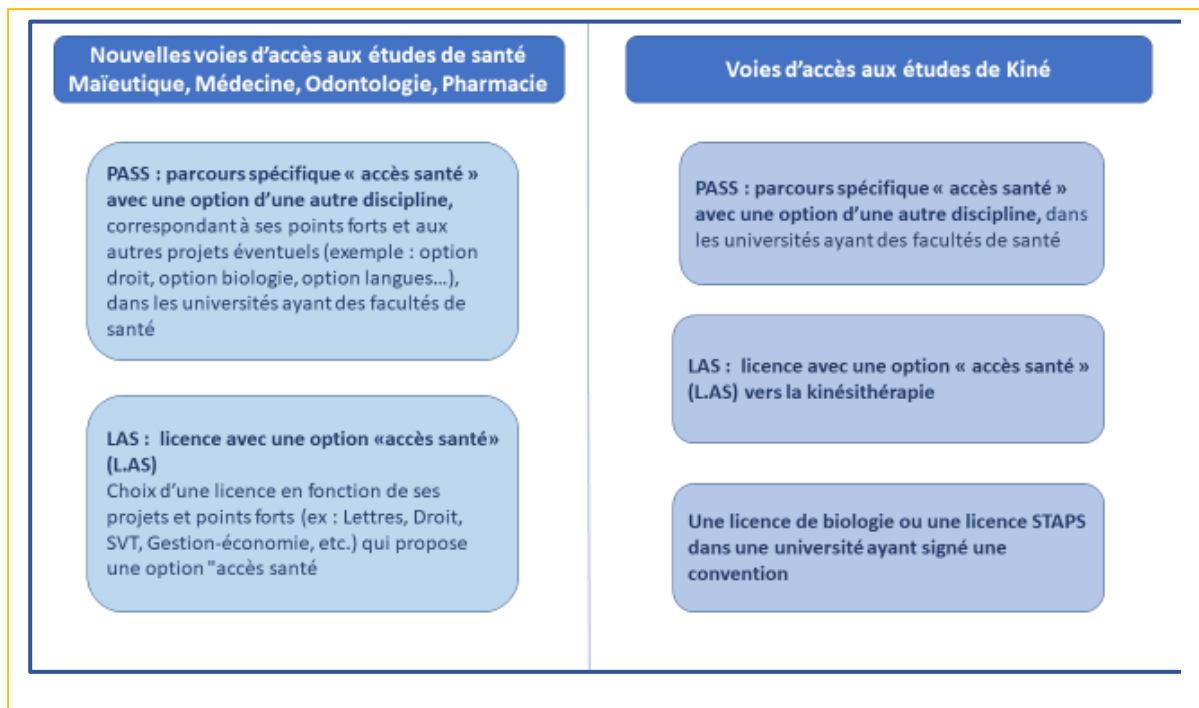 Nouvelles voies d'accès aux études de santé
Maïeutique, Médecine, Odontologie, Pharmacie
PASS : parcours spécifique « accès santé »
avec une option d'une autre discipline,
correspondant à ses points forts et aux
autres projets éventuels (exemple : option
droit, option biologie, option langues…),
dans les universités ayant des facultés de
santé
LAS : licence avec une option «accès santé»
(L.AS)
Choix d'une licence en fonction de ses
projets et points forts (ex : Lettres, Droit,
SVT, Gestion-économie, etc.) qui propose
une option "accès santé
Voies d'accès aux études de Kiné
PASS : parcours spécifique « accès santé »
avec une option d'une autre discipline, dans
les universités ayant des facultés de santé
LAS : licence avec une option « accès santé »
(L.AS) vers la kinésithérapie
Une licence de biologie ou une licence STAPS
dans une université ayant signé une
convention